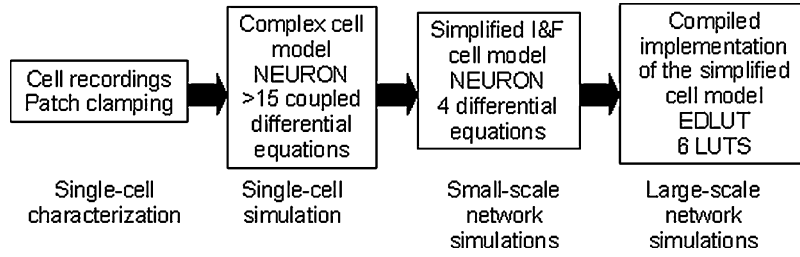 Cell recordings
Patch clamping
Complex cell
model
NEURON
>15 coupled
differential
equations
Simplified I&F
cell model
NEURON
4 differential
equations
Compiled
implementation
of the simplified
cell model
EDLUT
6 LUTS
Single-cell
characterization
Single-cell
simulation
Small-scale
network
simulations
Large-scale
network
simulations